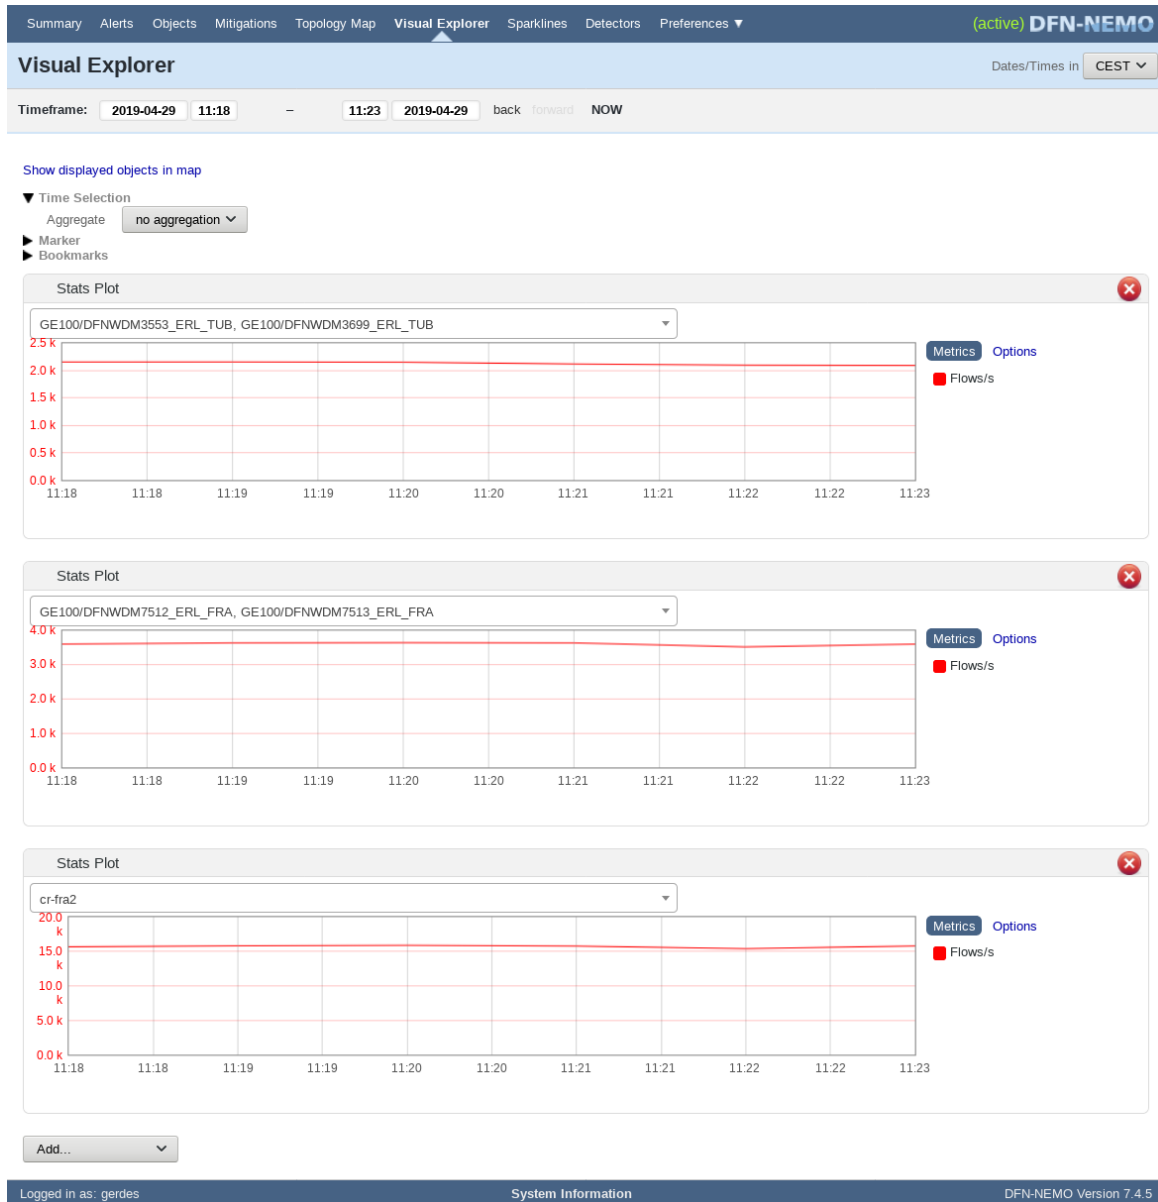 Summary Alerts Objects Mitigations Topology Map Visual Explorer Sparklines Detectors Preferences ▼ (active) DFN-NEMO
Visual Explorer Dates/Times in CEST
Timeframe: 2019-04-29 11:18 – 11:23 2019-04-29 back forward NOW
Show displayed objects in map
▼ Time Selection
Aggregate no aggregation
▶ Marker
▶ Bookmarks
Stats Plot
GE100/DFNWDM3553_ERL_TUB, GE100/DFNWDM3699_ERL_TUB
2.5 k Metrics Options
2.0 k Flows/s
1.5 k
1.0 k
0.5 k
0.0 k
11:18 11:18 11:19 11:19 11:20 11:20 11:21 11:21 11:22 11:22 11:23
Stats Plot
GE100/DFNWDM7512_ERL_FRA, GE100/DFNWDM7513_ERL_FRA
4.0 k Metrics Options
3.0 k Flows/s
2.0 k
1.0 k
0.0 k
11:18 11:18 11:19 11:19 11:20 11:20 11:21 11:21 11:22 11:22 11:23
Stats Plot
cr-fra2
20.0 Metrics Options
k
15.0 Flows/s
k
10.0
k
5.0 k
0.0 k
11:18 11:18 11:19 11:19 11:20 11:20 11:21 11:21 11:22 11:22 11:23
Add...
Logged in as: gerdes System Information DFN-NEMO Version 7.4.5